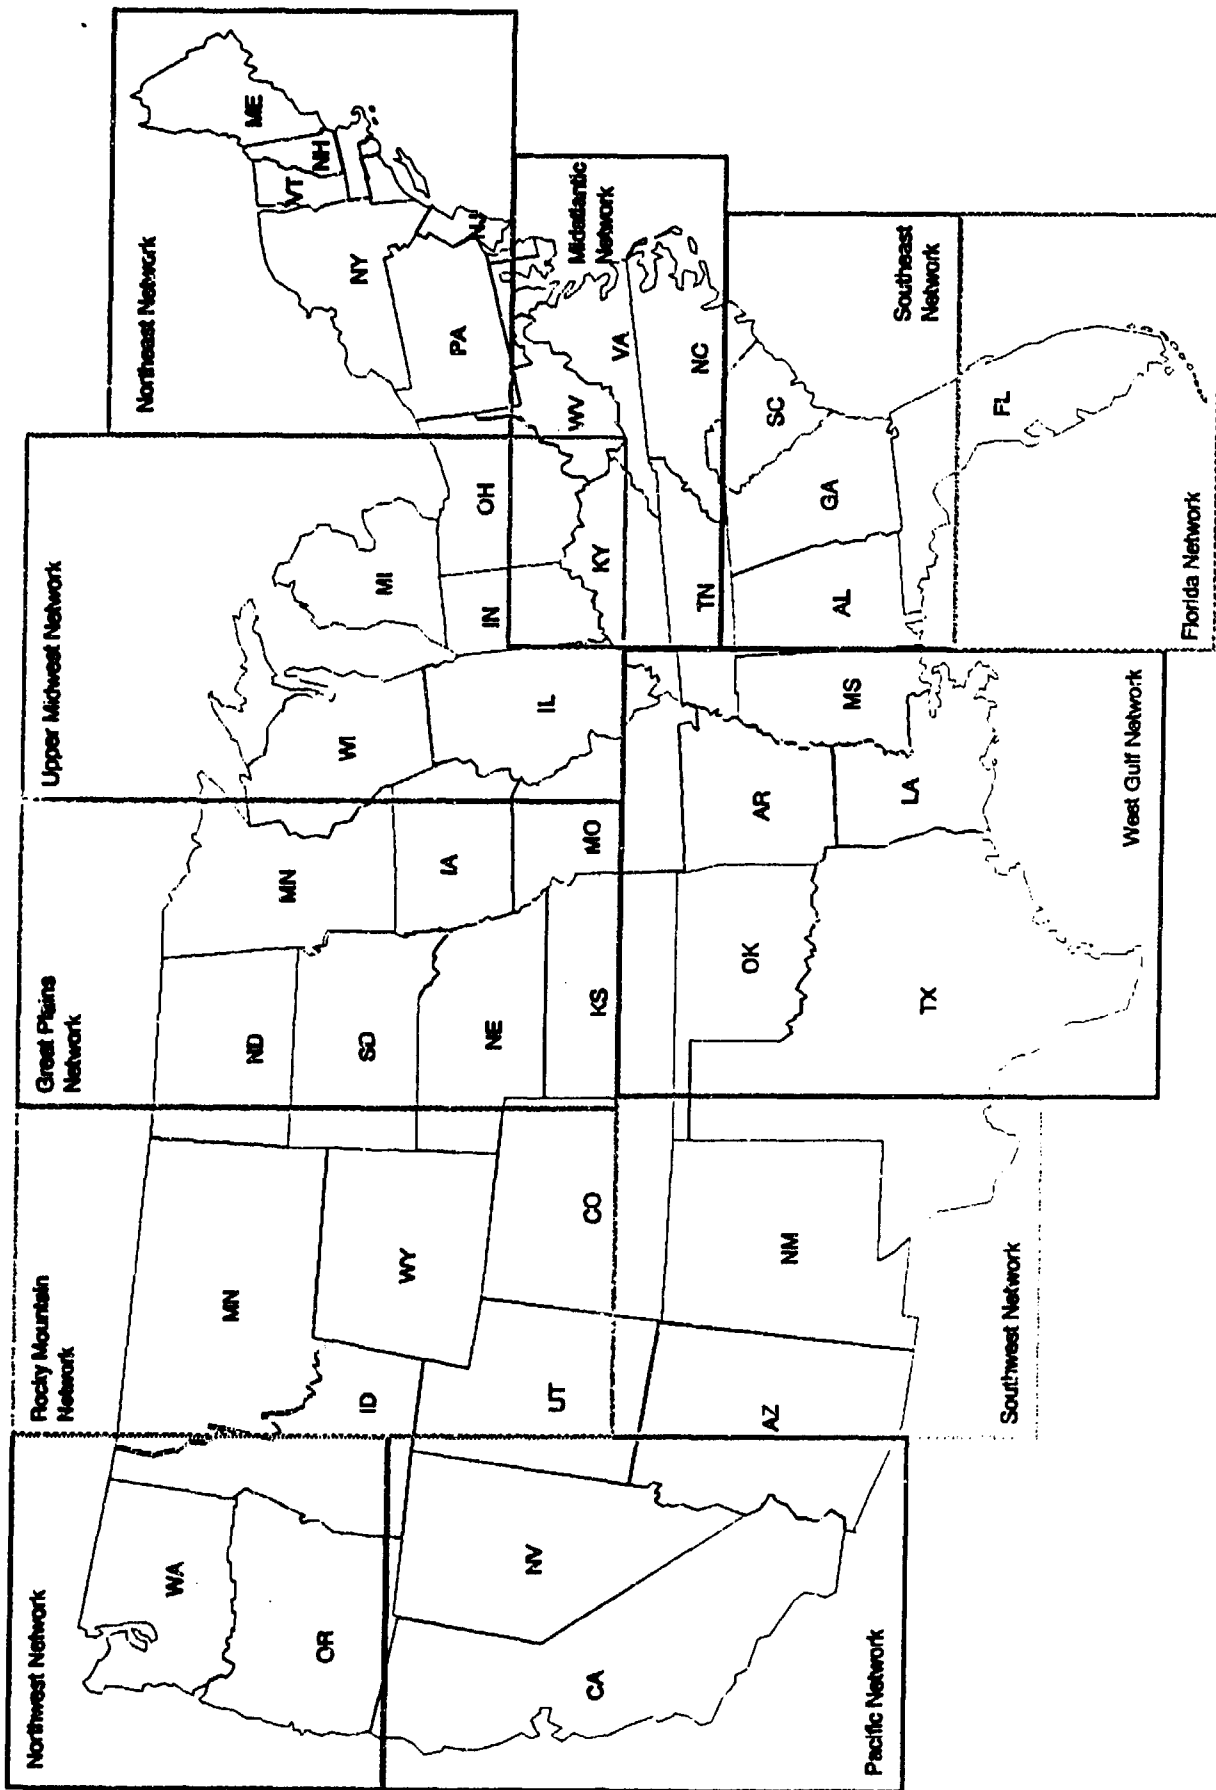 Northwest Network
WA
OR
Pacific Network
NV
CA
Rocky Mountain
Network
MN
ID
WY
UT
CO
Southwest Network
AZ
NM
Great Plains
Network
ND
MN
SD
IA
NE
KS
MO
West Gulf Network
OK
AR
TX
LA
MS
Upper Midwest Network
WI
MI
IL
IN
OH
KY
Northeast Network
ME
VT
NH
NY
PA
NJ
Midatlantic
Network
WV
VA
NC
TN
Southeast
Network
SC
GA
AL
Florida Network
FL